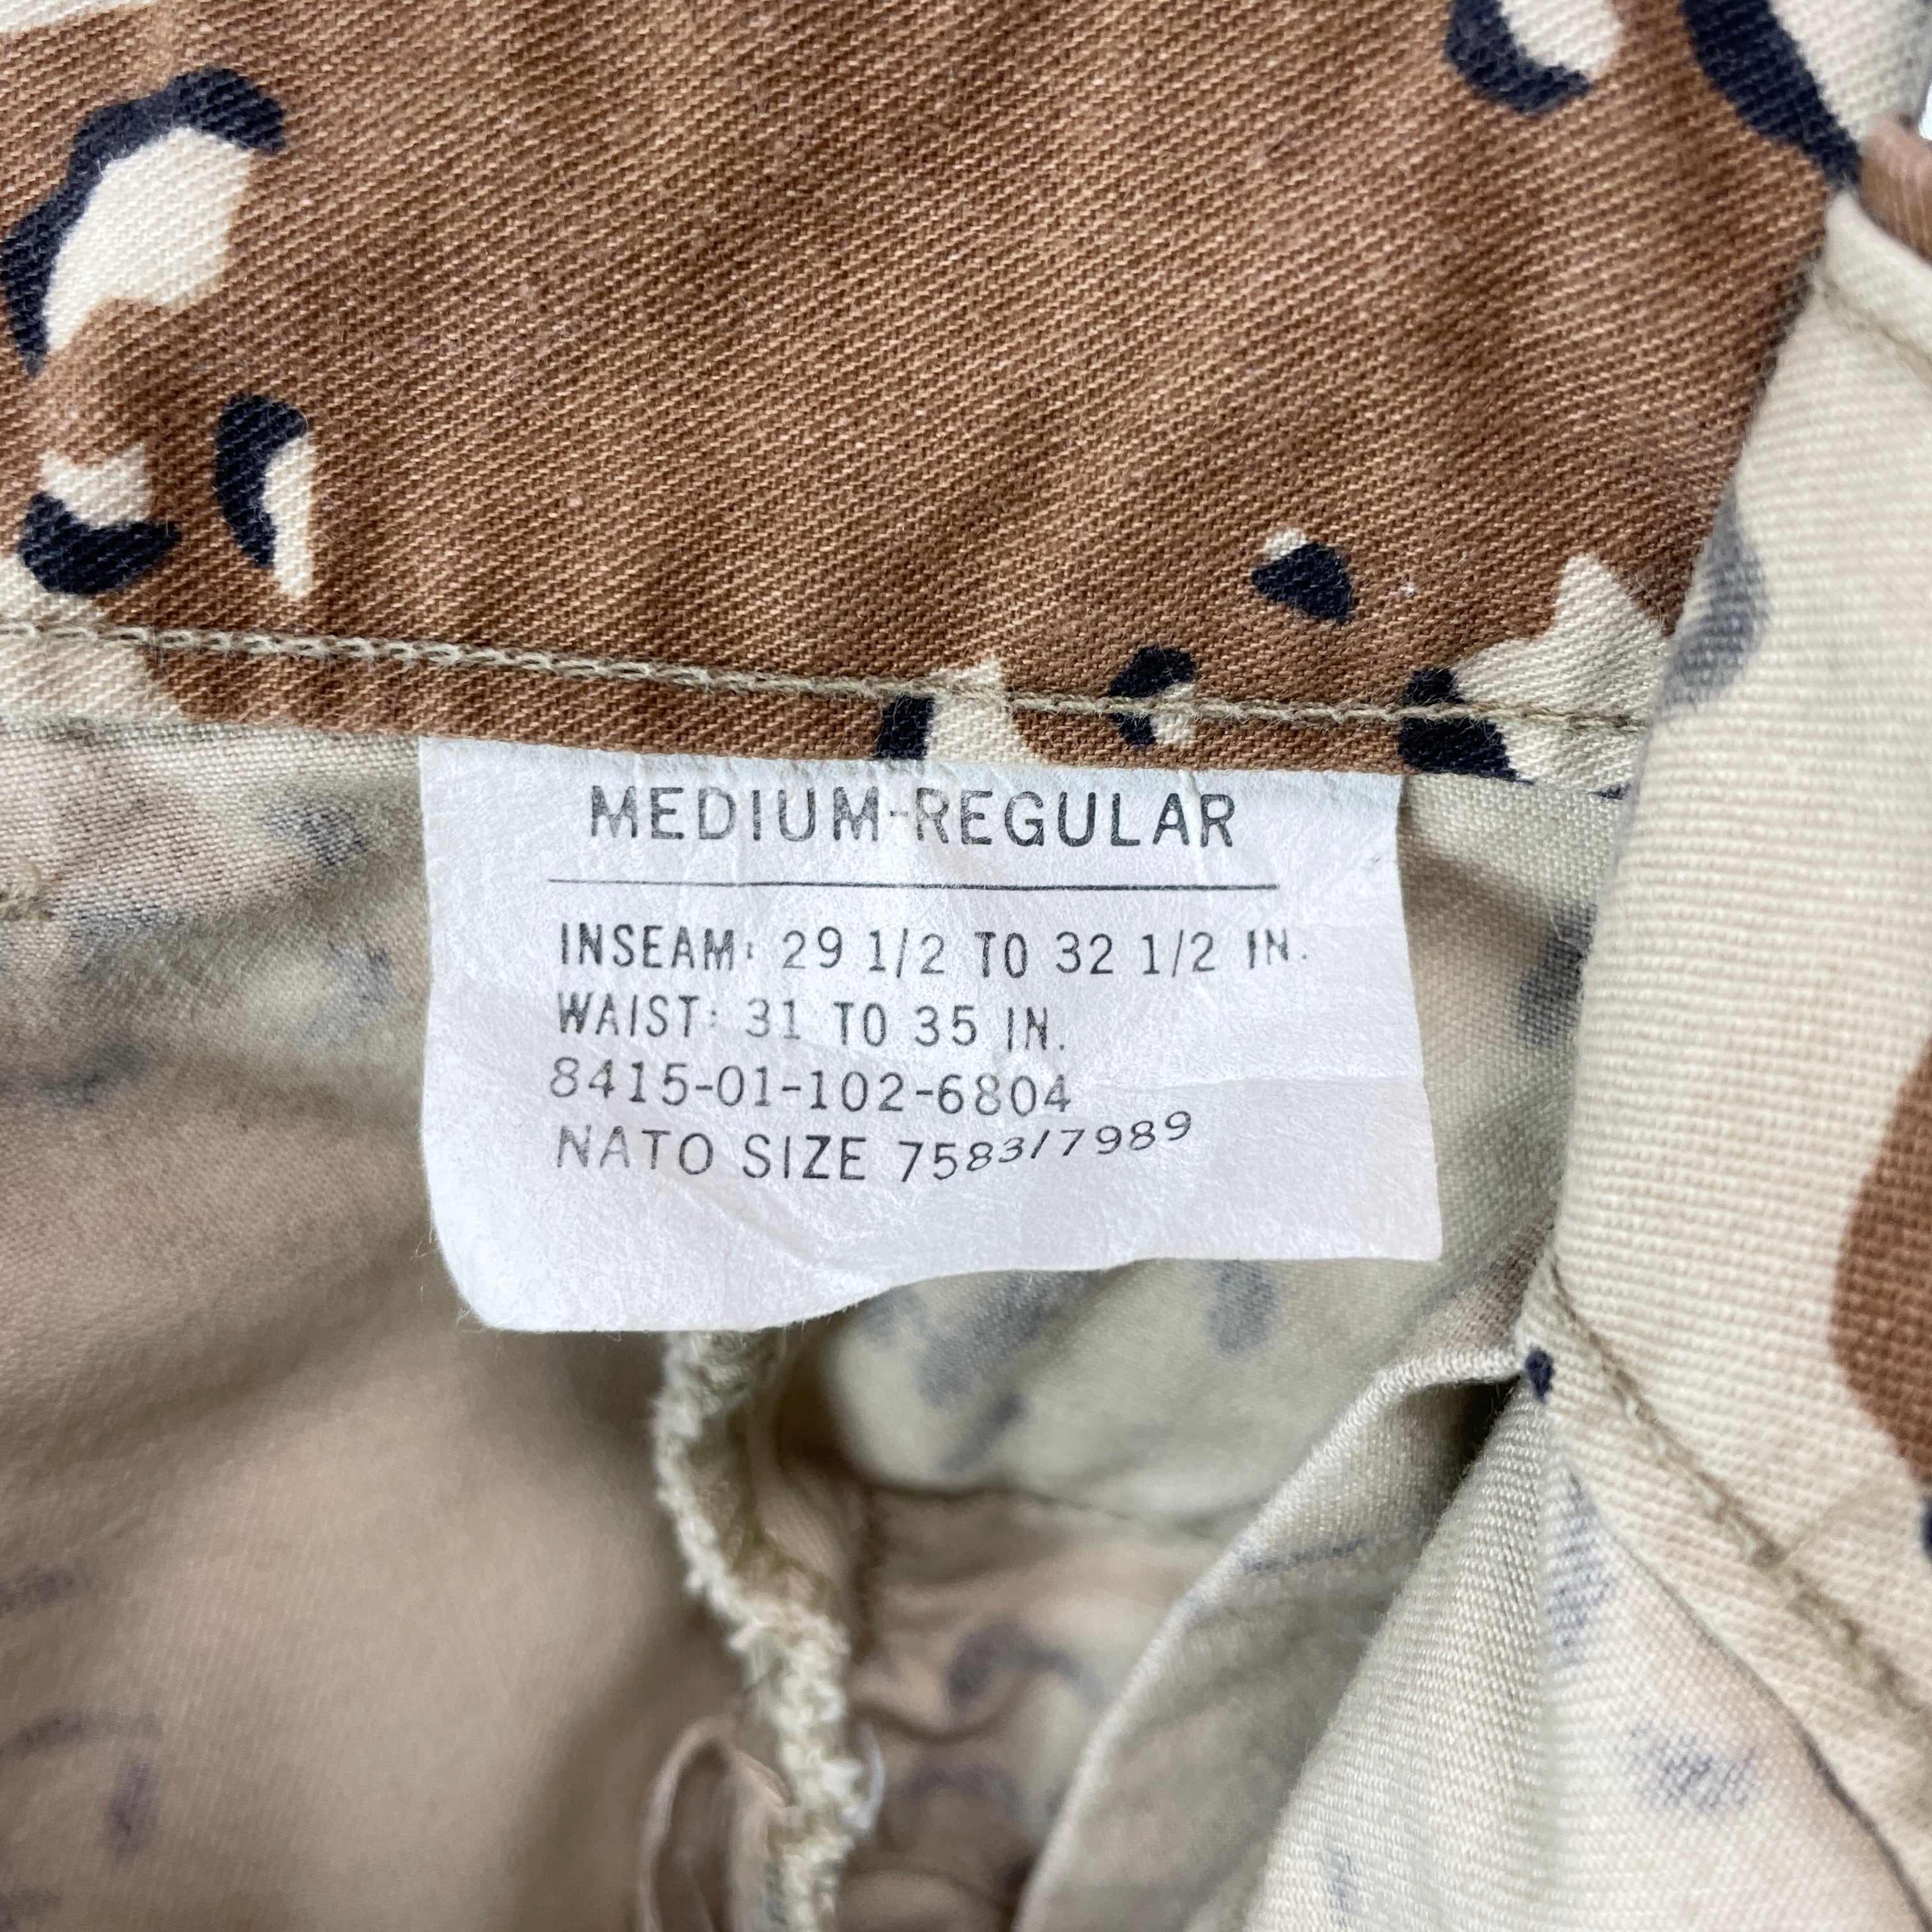 MEDIUM-REGULAR
INSEAM: 29 1/2 TO 32 1/2 IN.
WAIST: 31 TO 35 IN.
8415-01-102-6804
NATO SIZE 7583/7989